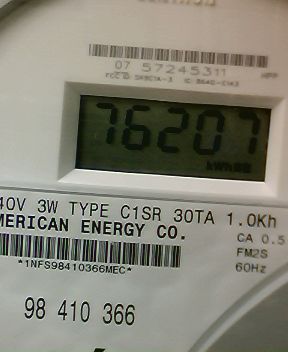 07 57245311
76207
kWh
40V 3W TYPE C1SR 30TA 1.0Kh
MERICAN ENERGY CO.
CA 0.5
FM2S
60Hz
*1NFS98410366MEC*
98 410 366